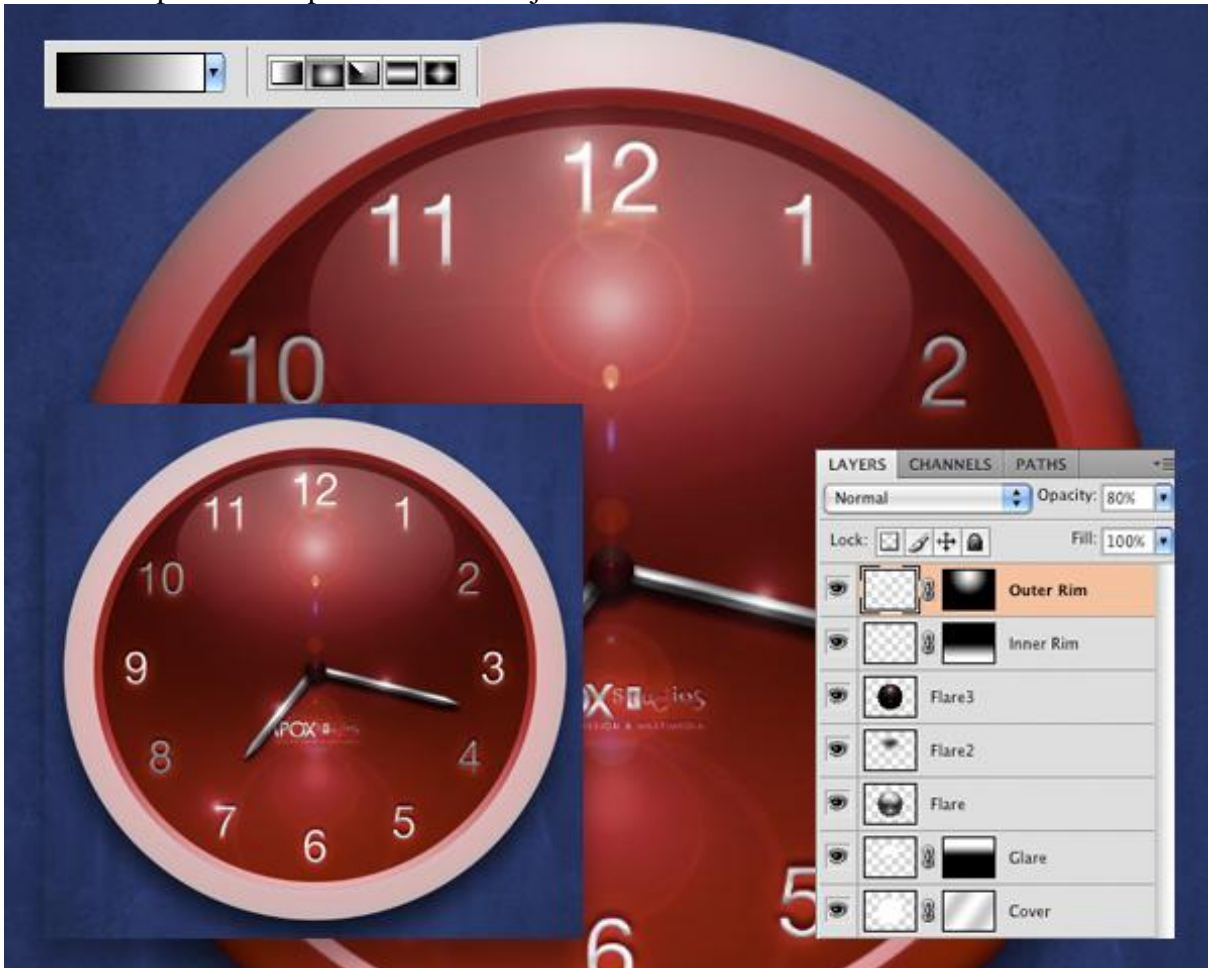 12
11 1
10 2
12
11 1
10 2
9 3
8 4
7 5
6
5
6
LAYERS CHANNELS PATHS
Normal Opacity: 80%
Lock: Fill: 100%
Outer Rim
Inner Rim
Flare3
Flare2
Flare
Glare
Cover